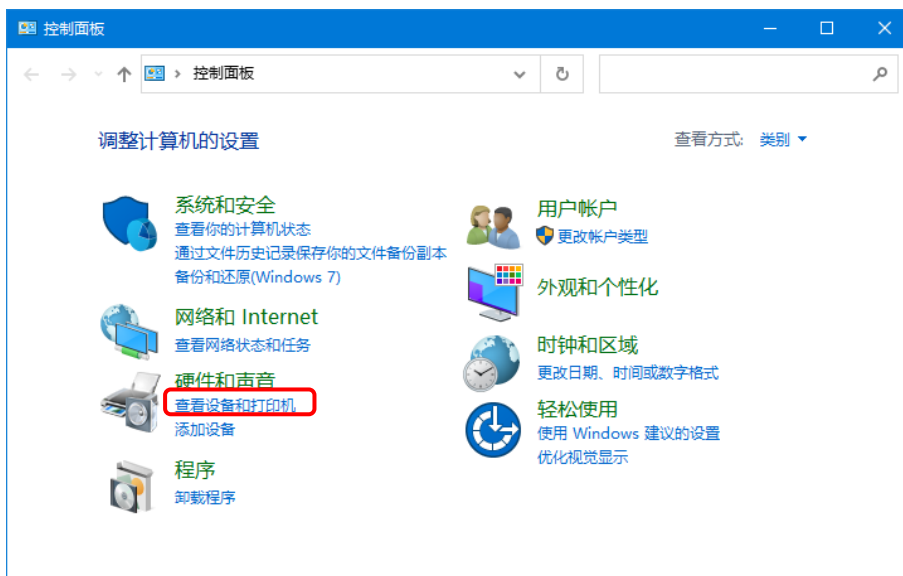 控制面板
控制面板
调整计算机的设置
查看方式: 类别
系统和安全
查看你的计算机状态
通过文件历史记录保存你的文件备份副本
备份和还原(Windows 7)
网络和 Internet
查看网络状态和任务
硬件和声音
查看设备和打印机
添加设备
程序
卸载程序
用户帐户
更改帐户类型
外观和个性化
时钟和区域
更改日期、时间或数字格式
轻松使用
使用 Windows 建议的设置
优化视觉显示